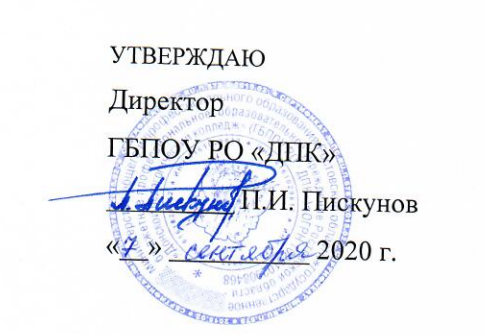 УТВЕРЖДАЮ
Директор
ГБПОУ РО «ДПК»
П.И. Пискунов
«7» сентября 2020 г.